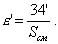 ε' = 34' / S_см .